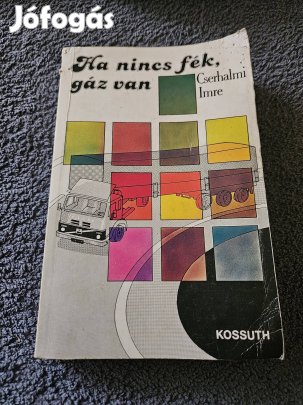 Jófogás
Ha nincs fék,
gáz van
Cserhalmi
Imre
KOSSUTH